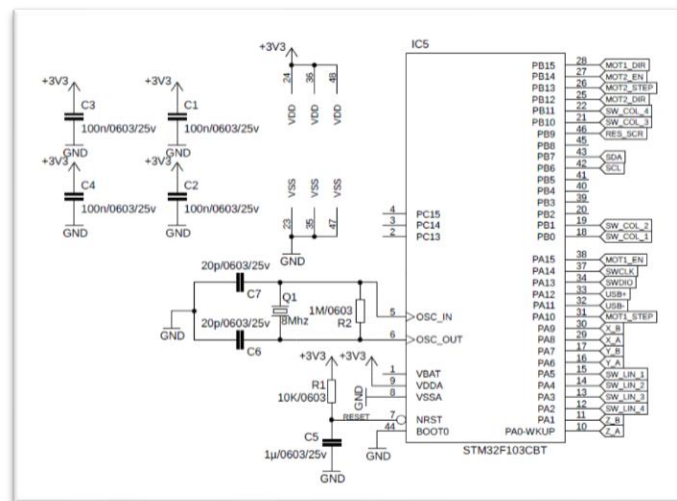 IC5
+3V3
24
36
48
VDD
VDD
VDD
+3V3
C3
100n/0603/25v
GND
+3V3
C1
100n/0603/25v
GND
+3V3
C4
100n/0603/25v
GND
+3V3
C2
100n/0603/25v
GND
VSS
VSS
VSS
23
35
47
GND
4 PC15
3 PC14
2 PC13
20p/0603/25v
C7
Q1
8Mhz
1M/0603
R2
GND
20p/0603/25v
C6
5 OSC_IN
6 OSC_OUT
+3V3 +3V3
R1
10K/0603
1 VBAT
9 VDDA
GND 8 VSSA
RESET 7 NRST
44 BOOT0
C5
1µ/0603/25v
GND
GND
PB15 28 MOT1_DIR
PB14 27 MOT2_EN
PB13 26 MOT2_STEP
PB12 25 MOT2_DIR
PB11 22 SW_COL_4
PB10 21 SW_COL_3
PB9 46 RES_SCR
PB8 45
PB7 43 SDA
PB6 42 SCL
PB5 41
PB4 40
PB3 39
PB2 20
PB1 19 SW_COL_2
PB0 18 SW_COL_1
PA15 38 MOT1_EN
PA14 37 SWCLK
PA13 34 SWDIO
PA12 33 USB+
PA11 32 USB-
PA10 31 MOT1_STEP
PA9 30 X_B
PA8 29 X_A
PA7 17 Y_B
PA6 16 Y_A
PA5 15 SW_LIN_1
PA4 14 SW_LIN_2
PA3 13 SW_LIN_3
PA2 12 SW_LIN_4
PA1 11 Z_B
PA0-WKUP 10 Z_A
STM32F103CBT